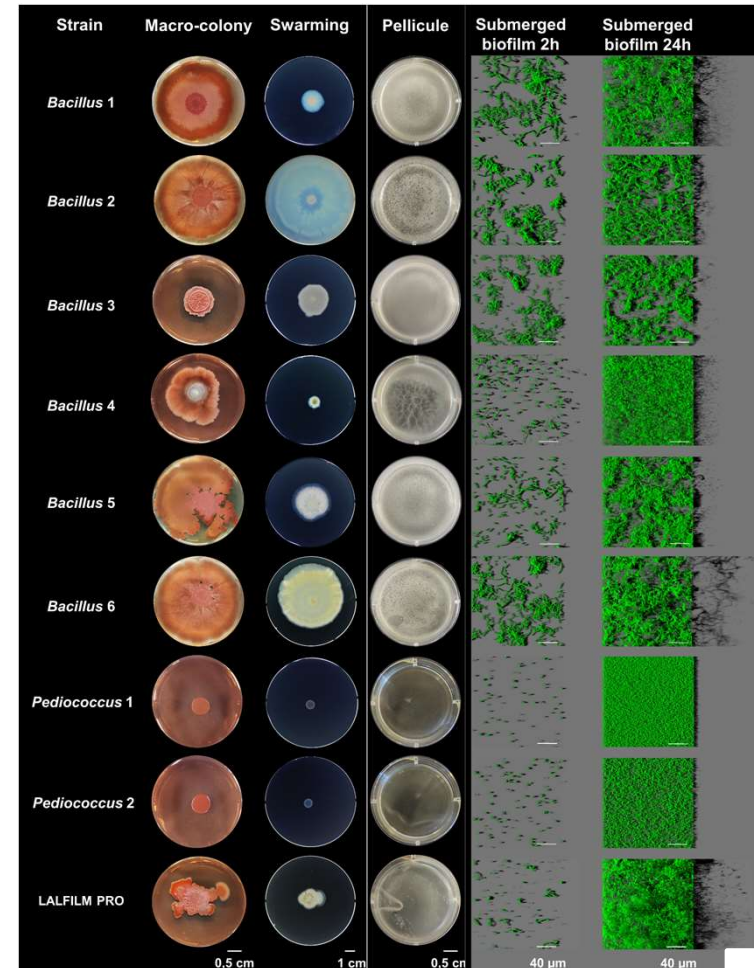 Strain Macro-colony Swarming Pellicule Submerged biofilm 2h Submerged biofilm 24h
Bacillus 1
Bacillus 2
Bacillus 3
Bacillus 4
Bacillus 5
Bacillus 6
Pediococcus 1
Pediococcus 2
LALFILM PRO
0,5 cm 1 cm 0,5 cm 40 µm 40 µm